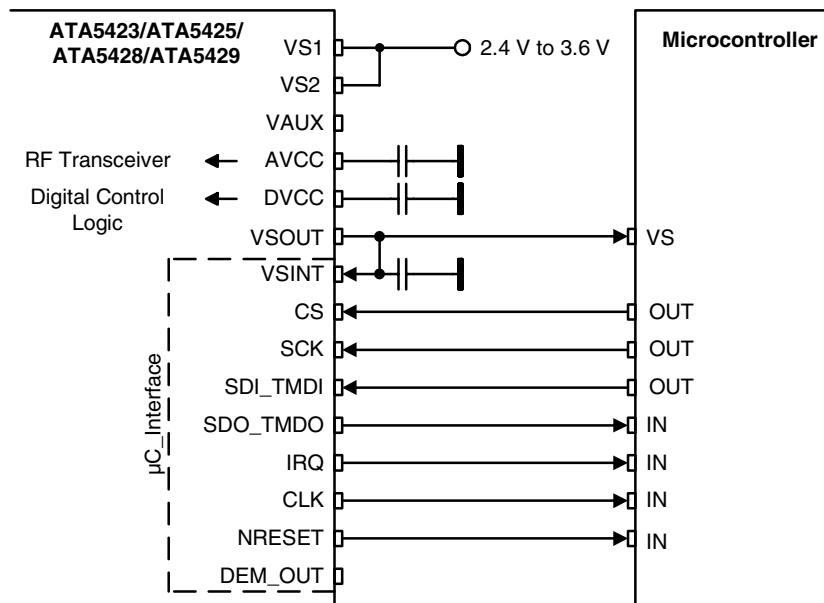 ATA5423/ATA5425/
ATA5428/ATA5429
Microcontroller
VS1
2.4 V to 3.6 V
VS2
VAUX
RF Transceiver
AVCC
Digital Control
Logic
DVCC
VSOUT
VS
VSINT
CS
OUT
SCK
OUT
SDI_TMDI
OUT
SDO_TMDO
IN
IRQ
IN
CLK
IN
NRESET
IN
DEM_OUT
µC_Interface